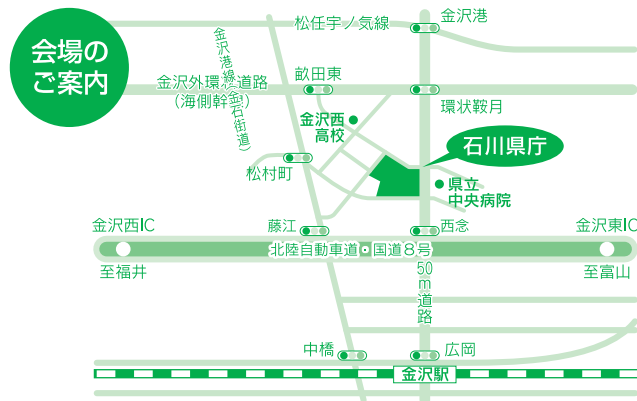 会場の
ご案内
松任宇ノ気線
金沢港
金沢港線(金石街道)
金沢外環状道路
(海側幹線)
畝田東
環状鞍月
金沢西
高校
石川県庁
松村町
県立
中央病院
金沢西IC
藤江
西念
金沢東IC
北陸自動車道・国道8号
至福井
至富山
50m道路
中橋
広岡
金沢駅